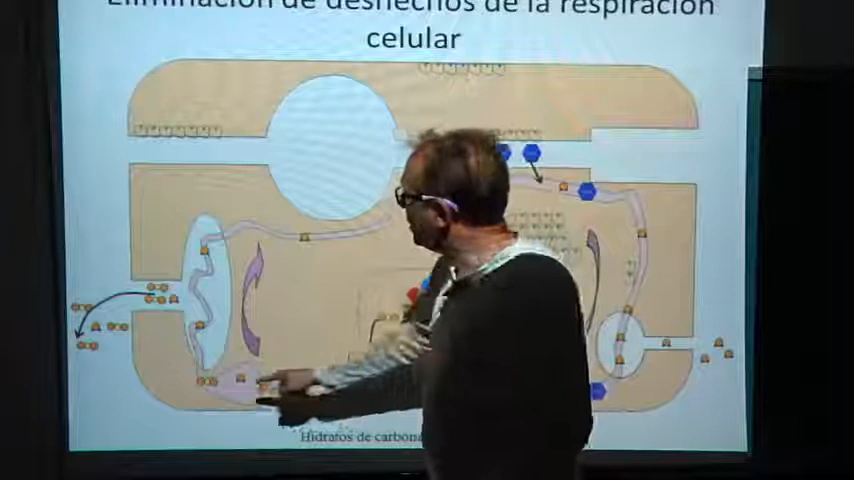 Eliminación de deshechos de la respiración
celular
Hidratos de carbono